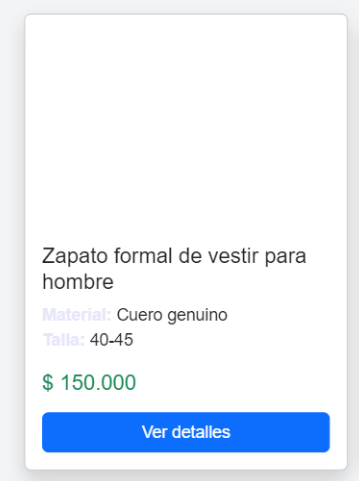 Zapato formal de vestir para
hombre
Material: Cuero genuino
Talla: 40-45
$ 150.000
Ver detalles